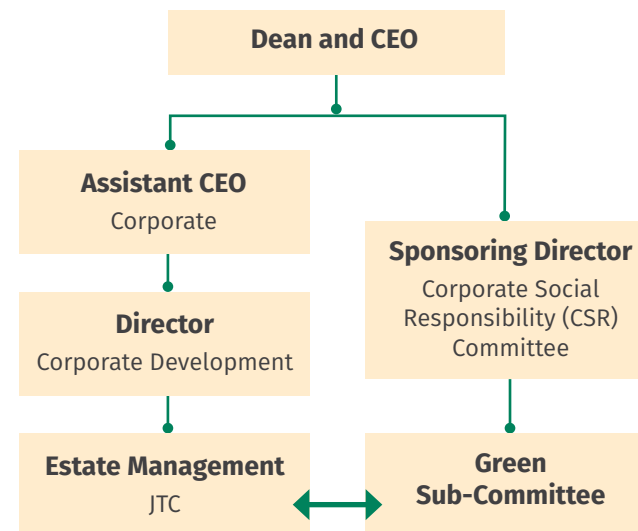 Dean and CEO
Assistant CEO
Corporate
Director
Corporate Development
Estate Management
JTC
Sponsoring Director
Corporate Social
Responsibility (CSR)
Committee
Green
Sub-Committee